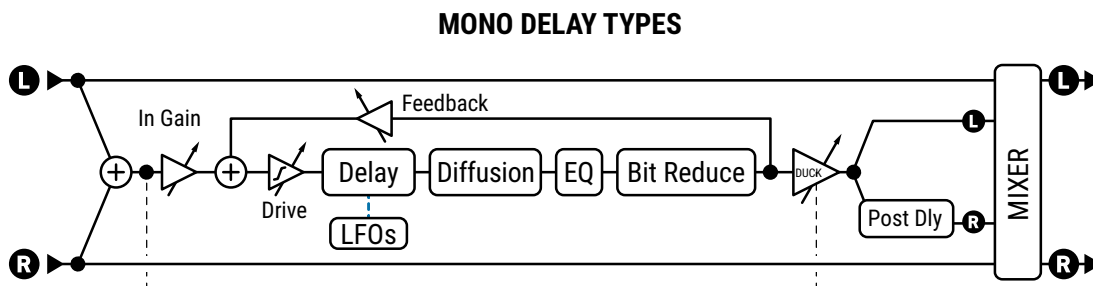 MONO DELAY TYPES
L
L
Feedback
In Gain
L
+
+
Delay
Diffusion
EQ
Bit Reduce
DUCK
MIXER
Drive
Post Dly
R
LFOs
R
R